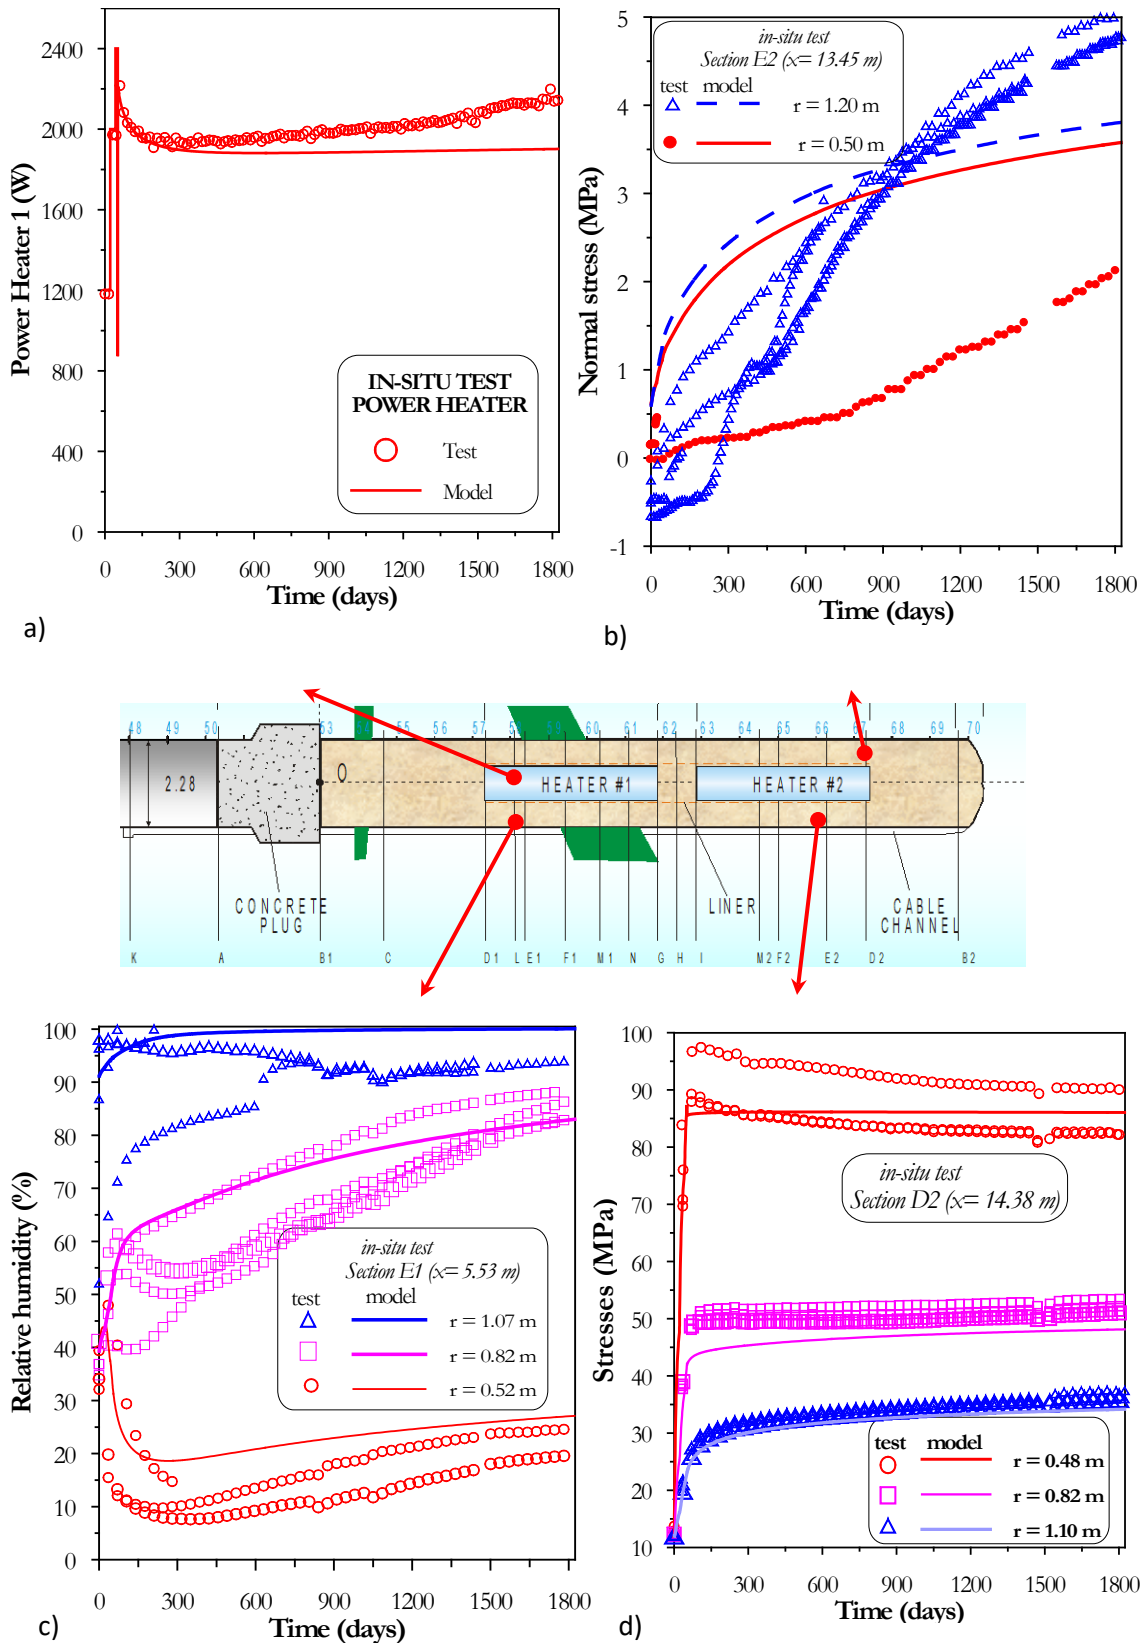 2400
2000
1600
1200
800
400
0
Power Heater 1 (W)
IN-SITU TEST
POWER HEATER
Test
Model
0 300 600 900 1200 1500 1800
Time (days)
a)
5
4
3
2
1
0
-1
Normal stress (MPa)
in-situ test
Section E2 (x= 13.45 m)
test model
r = 1.20 m
r = 0.50 m
0 300 600 900 1200 1500 1800
Time (days)
b)
48 49 50 53 54 55 56 57 58 59 60 61 62 63 64 65 66 67 68 69 70
2.28
O
HEATER #1
HEATER #2
CONCRETE
PLUG
LINER
CABLE
CHANNEL
K A B1 C D1 L E1 F1 M1 N G H I M2 F2 E2 D2 B2
100
90
80
70
60
50
40
30
20
10
0
Relative humidity (%)
in-situ test
Section E1 (x= 5.53 m)
test model
r = 1.07 m
r = 0.82 m
r = 0.52 m
0 300 600 900 1200 1500 1800
Time (days)
c)
100
90
80
70
60
50
40
30
20
10
Stresses (MPa)
in-situ test
Section D2 (x= 14.38 m)
test model
r = 0.48 m
r = 0.82 m
r = 1.10 m
0 300 600 900 1200 1500 1800
Time (days)
d)